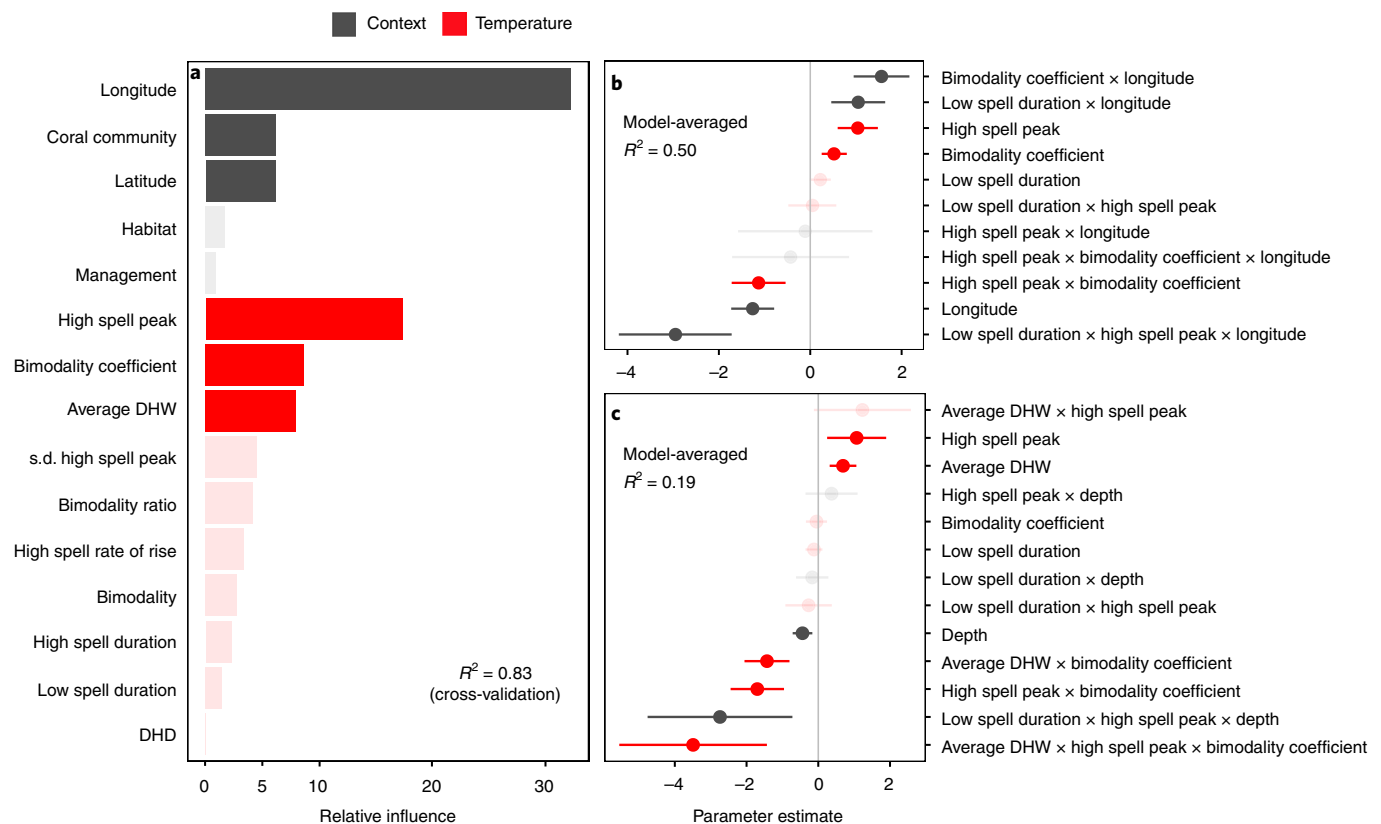 Context Temperature
a
Longitude
Coral community
Latitude
Habitat
Management
High spell peak
Bimodality coefficient
Average DHW
s.d. high spell peak
Bimodality ratio
High spell rate of rise
Bimodality
High spell duration
Low spell duration
DHD
R² = 0.83
(cross-validation)
0 5 10 20 30
Relative influence
b
Model-averaged
R² = 0.50
Bimodality coefficient × longitude
Low spell duration × longitude
High spell peak
Bimodality coefficient
Low spell duration
Low spell duration × high spell peak
High spell peak × longitude
High spell peak × bimodality coefficient × longitude
High spell peak × bimodality coefficient
Longitude
Low spell duration × high spell peak × longitude
–4 –2 0 2
c
Model-averaged
R² = 0.19
Average DHW × high spell peak
High spell peak
Average DHW
High spell peak × depth
Bimodality coefficient
Low spell duration
Low spell duration × depth
Low spell duration × high spell peak
Depth
Average DHW × bimodality coefficient
High spell peak × bimodality coefficient
Low spell duration × high spell peak × depth
Average DHW × high spell peak × bimodality coefficient
–4 –2 0 2
Parameter estimate